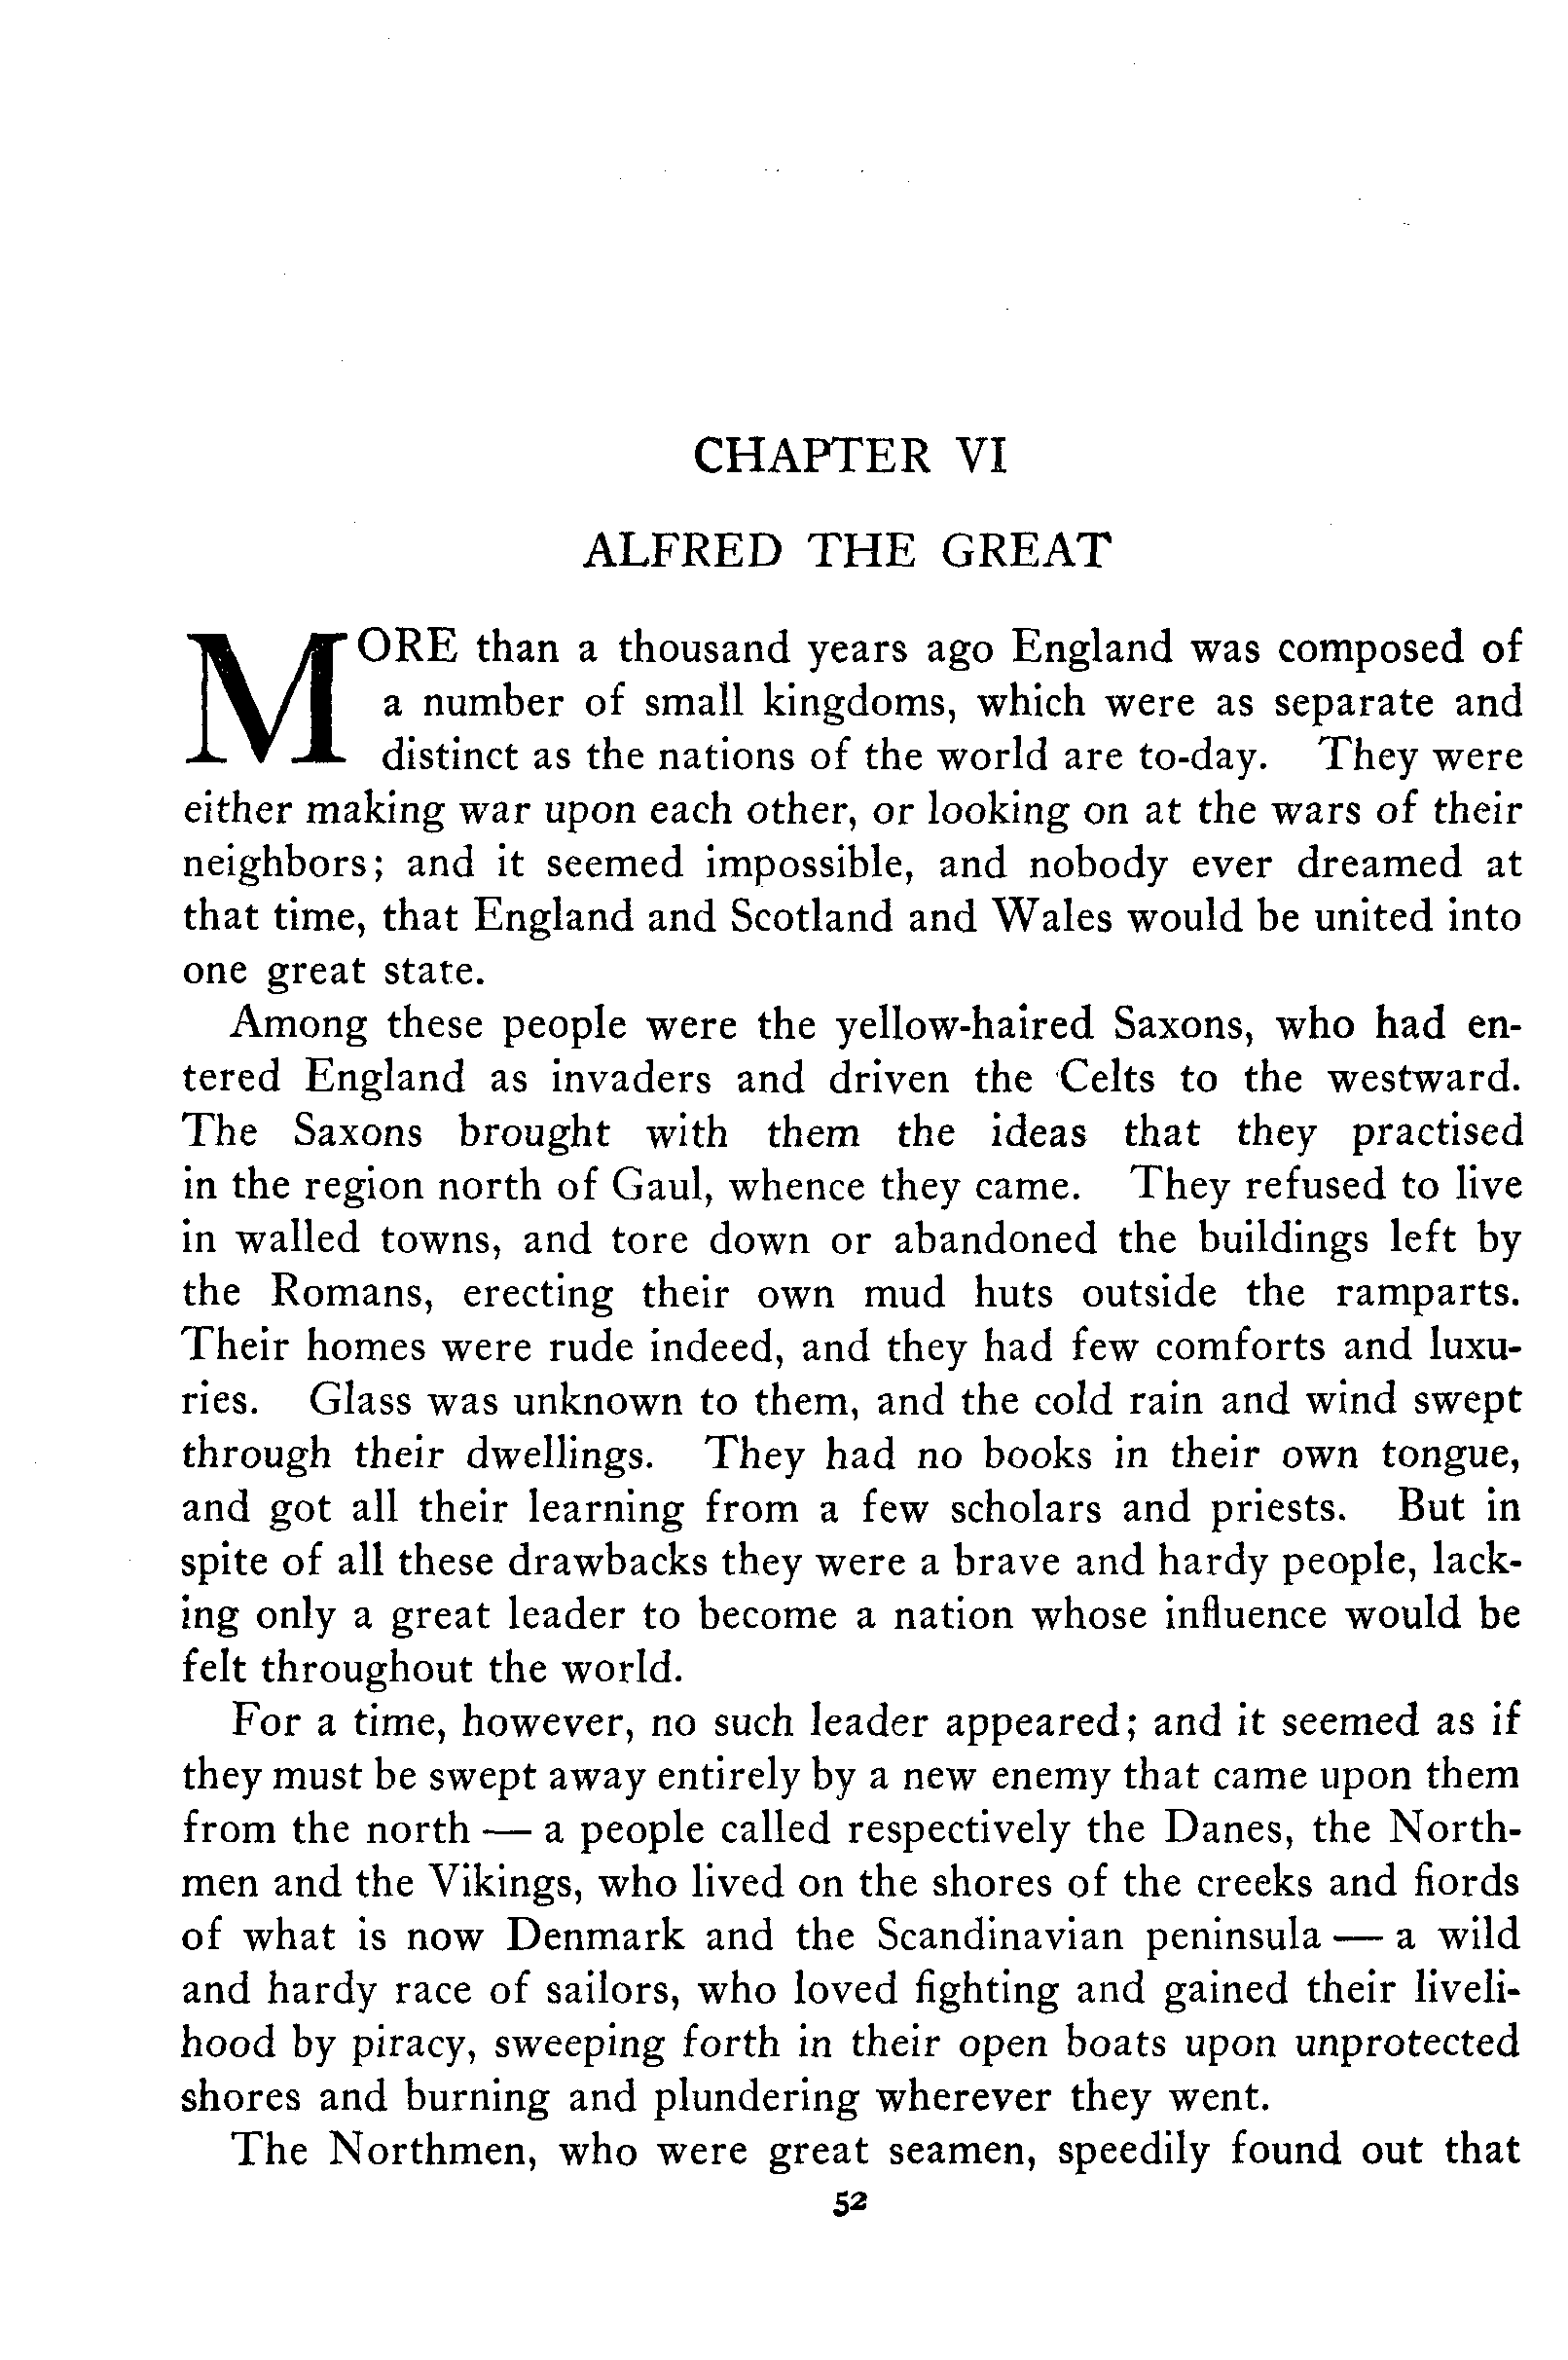 CHAPTER VI
ALFRED THE GREAT
MORE than a thousand years ago England was composed of
a number of small kingdoms, which were as separate and
distinct as the nations of the world are to-day. They were
either making war upon each other, or looking on at the wars of their
neighbors; and it seemed impossible, and nobody ever dreamed at
that time, that England and Scotland and Wales would be united into
one great state.
Among these people were the yellow-haired Saxons, who had en-
tered England as invaders and driven the Celts to the westward.
The Saxons brought with them the ideas that they practised
in the region north of Gaul, whence they came. They refused to live
in walled towns, and tore down or abandoned the buildings left by
the Romans, erecting their own mud huts outside the ramparts.
Their homes were rude indeed, and they had few comforts and luxu-
ries. Glass was unknown to them, and the cold rain and wind swept
through their dwellings. They had no books in their own tongue,
and got all their learning from a few scholars and priests. But in
spite of all these drawbacks they were a brave and hardy people, lack-
ing only a great leader to become a nation whose influence would be
felt throughout the world.
For a time, however, no such leader appeared; and it seemed as if
they must be swept away entirely by a new enemy that came upon them
from the north — a people called respectively the Danes, the North-
men and the Vikings, who lived on the shores of the creeks and fiords
of what is now Denmark and the Scandinavian peninsula — a wild
and hardy race of sailors, who loved fighting and gained their liveli-
hood by piracy, sweeping forth in their open boats upon unprotected
shores and burning and plundering wherever they went.
The Northmen, who were great seamen, speedily found out that
52